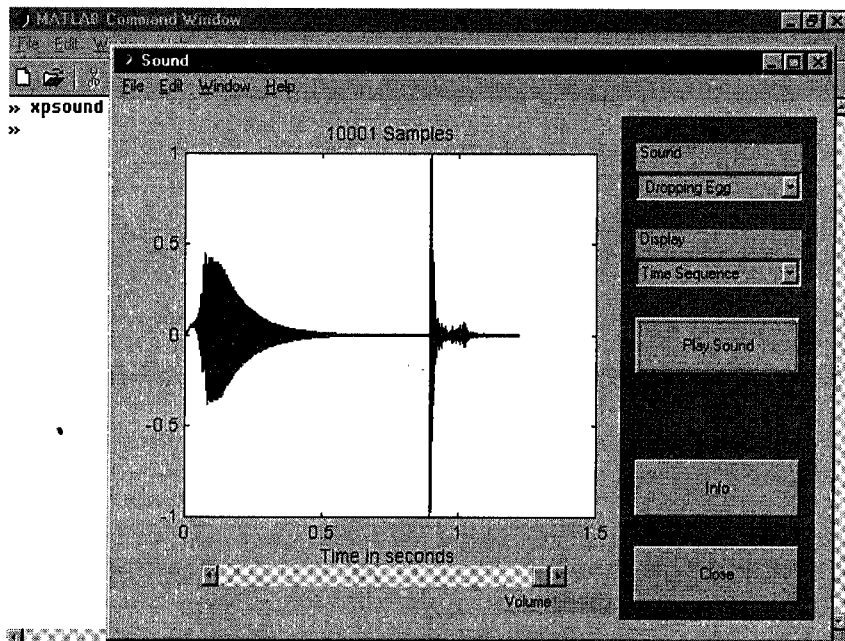 MATLAB Command Window
File Edit
» xpsound
»
Sound
File Edit Window Help
10001 Samples
1
0.5
0
-0.5
-1
0 0.5 1 1.5
Time in seconds
Volume
Sound
Dropping Egg
Display
Time Sequence
Play Sound
Info
Close